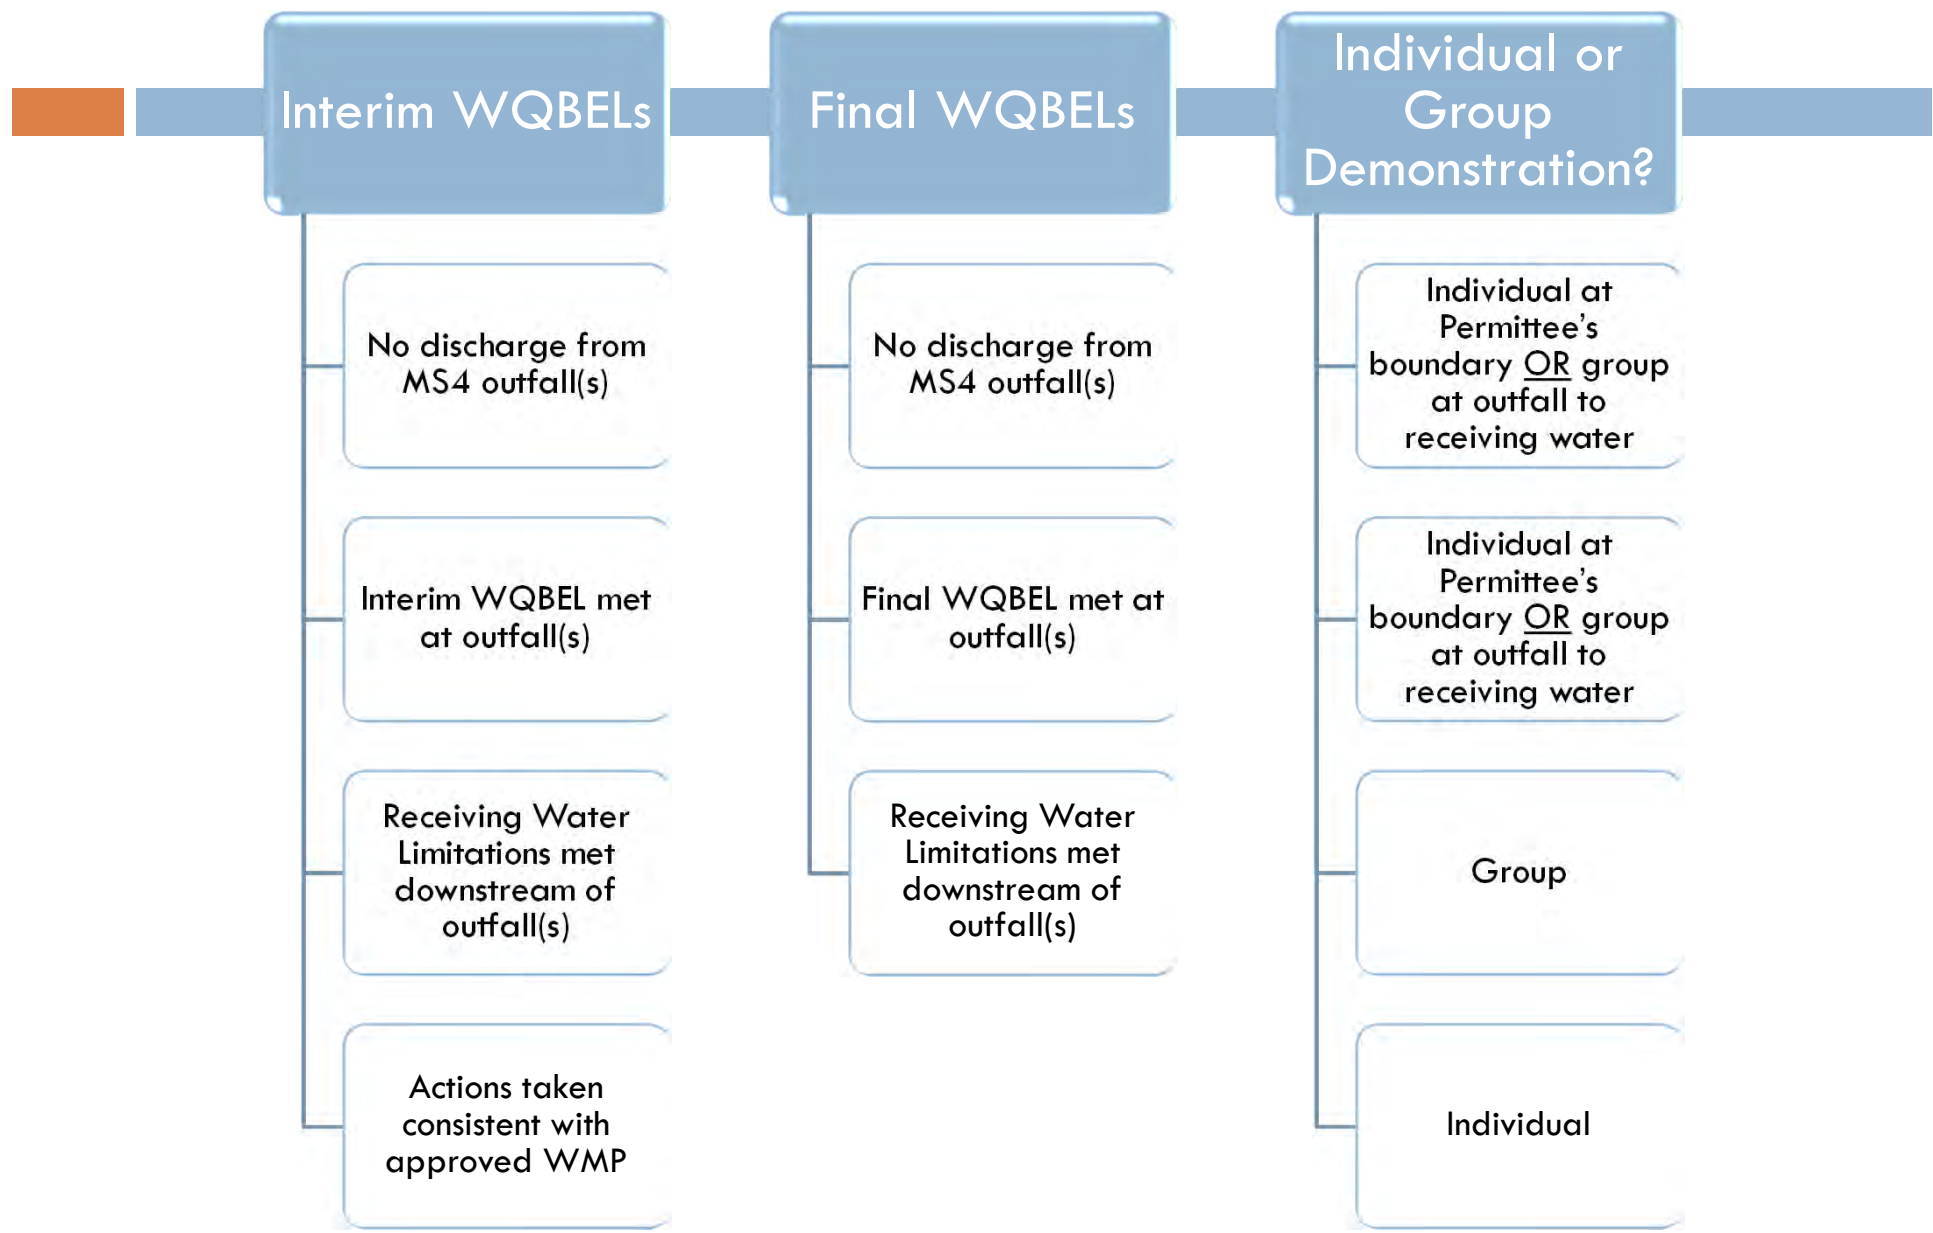 Interim WQBELs
No discharge from
MS4 outfall(s)
Interim WQBEL met
at outfall(s)
Receiving Water
Limitations met
downstream of
outfall(s)
Actions taken
consistent with
approved WMP
Final WQBELs
No discharge from
MS4 outfall(s)
Final WQBEL met at
outfall(s)
Receiving Water
Limitations met
downstream of
outfall(s)
Individual or
Group
Demonstration?
Individual at
Permittee's
boundary OR group
at outfall to
receiving water
Individual at
Permittee's
boundary OR group
at outfall to
receiving water
Group
Individual